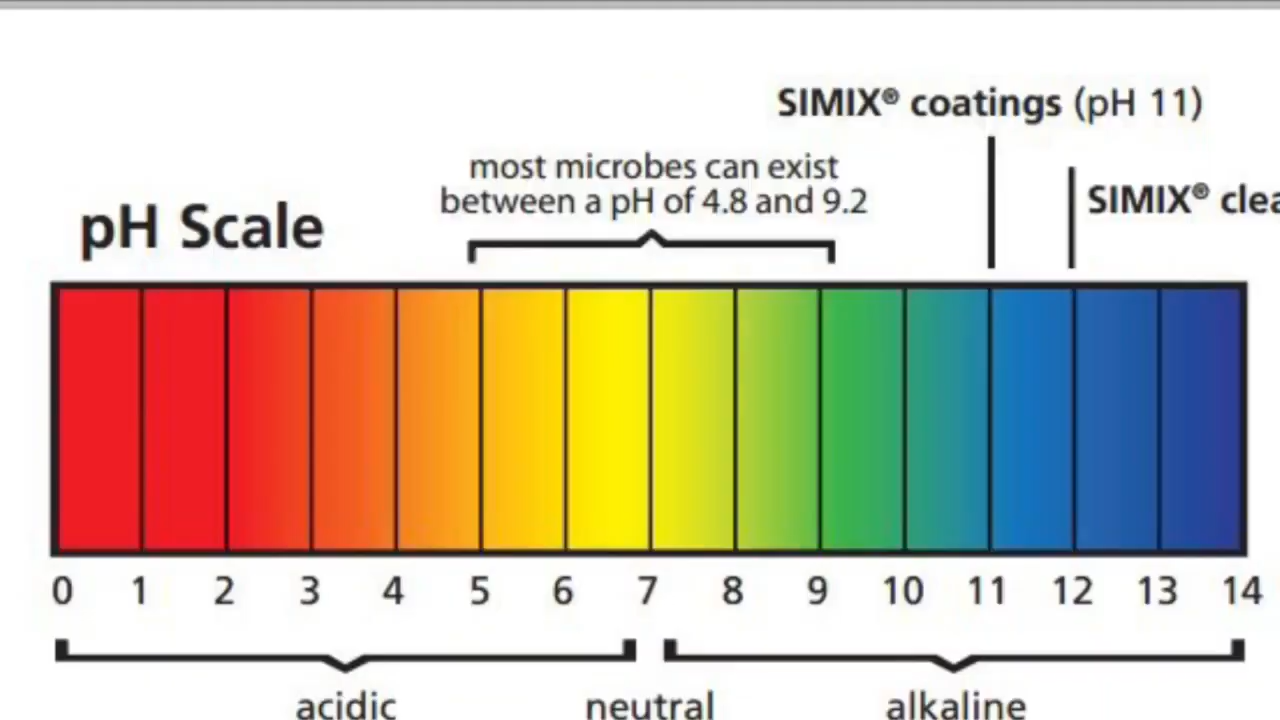 SIMIX® coatings (pH 11)
most microbes can exist
between a pH of 4.8 and 9.2
SIMIX®
pH Scale
0 1 2 3 4 5 6 7 8 9 10 11 12 13 14
acidic neutral alkaline